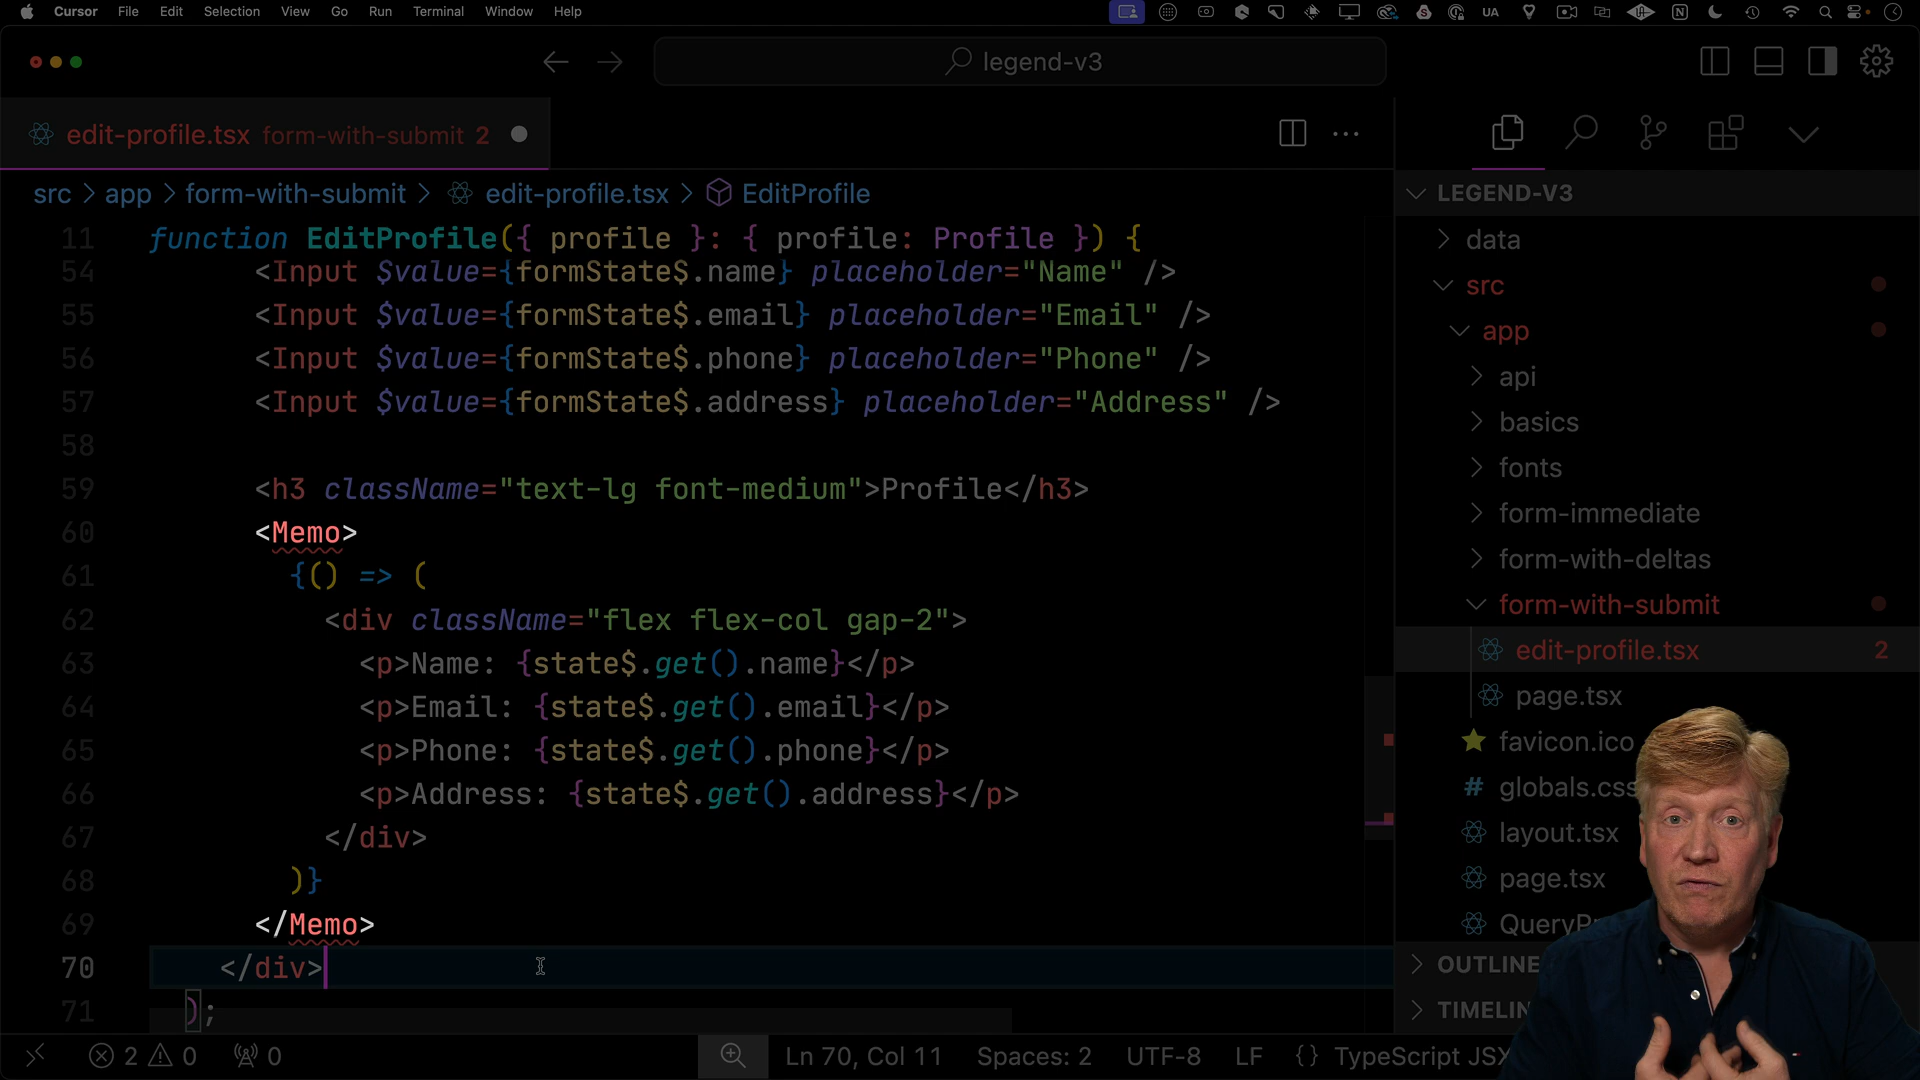 Cursor File Edit Selection View Go Run Terminal Window Help UA
legend-v3
edit-profile.tsx form-with-submit 2
src > app > form-with-submit > edit-profile.tsx > EditProfile
11 function EditProfile({ profile }: { profile: Profile }) {
54 <Input $value={formState$.name} placeholder="Name" />
55 <Input $value={formState$.email} placeholder="Email" />
56 <Input $value={formState$.phone} placeholder="Phone" />
57 <Input $value={formState$.address} placeholder="Address" />
58
59 <h3 className="text-lg font-medium">Profile</h3>
60 <Memo>
61 {() => (
62 <div className="flex flex-col gap-2">
63 <p>Name: {state$.get().name}</p>
64 <p>Email: {state$.get().email}</p>
65 <p>Phone: {state$.get().phone}</p>
66 <p>Address: {state$.get().address}</p>
67 </div>
68 )}
69 </Memo>
70 </div>
71 );
LEGEND-V3
data
src
app
api
basics
fonts
form-immediate
form-with-deltas
form-with-submit
edit-profile.tsx 2
page.tsx
favicon.ico
globals.css
layout.tsx
page.tsx
QueryP
OUTLINE
TIMELIN
2 0 0 Ln 70, Col 11 Spaces: 2 UTF-8 LF {} TypeScript JSX